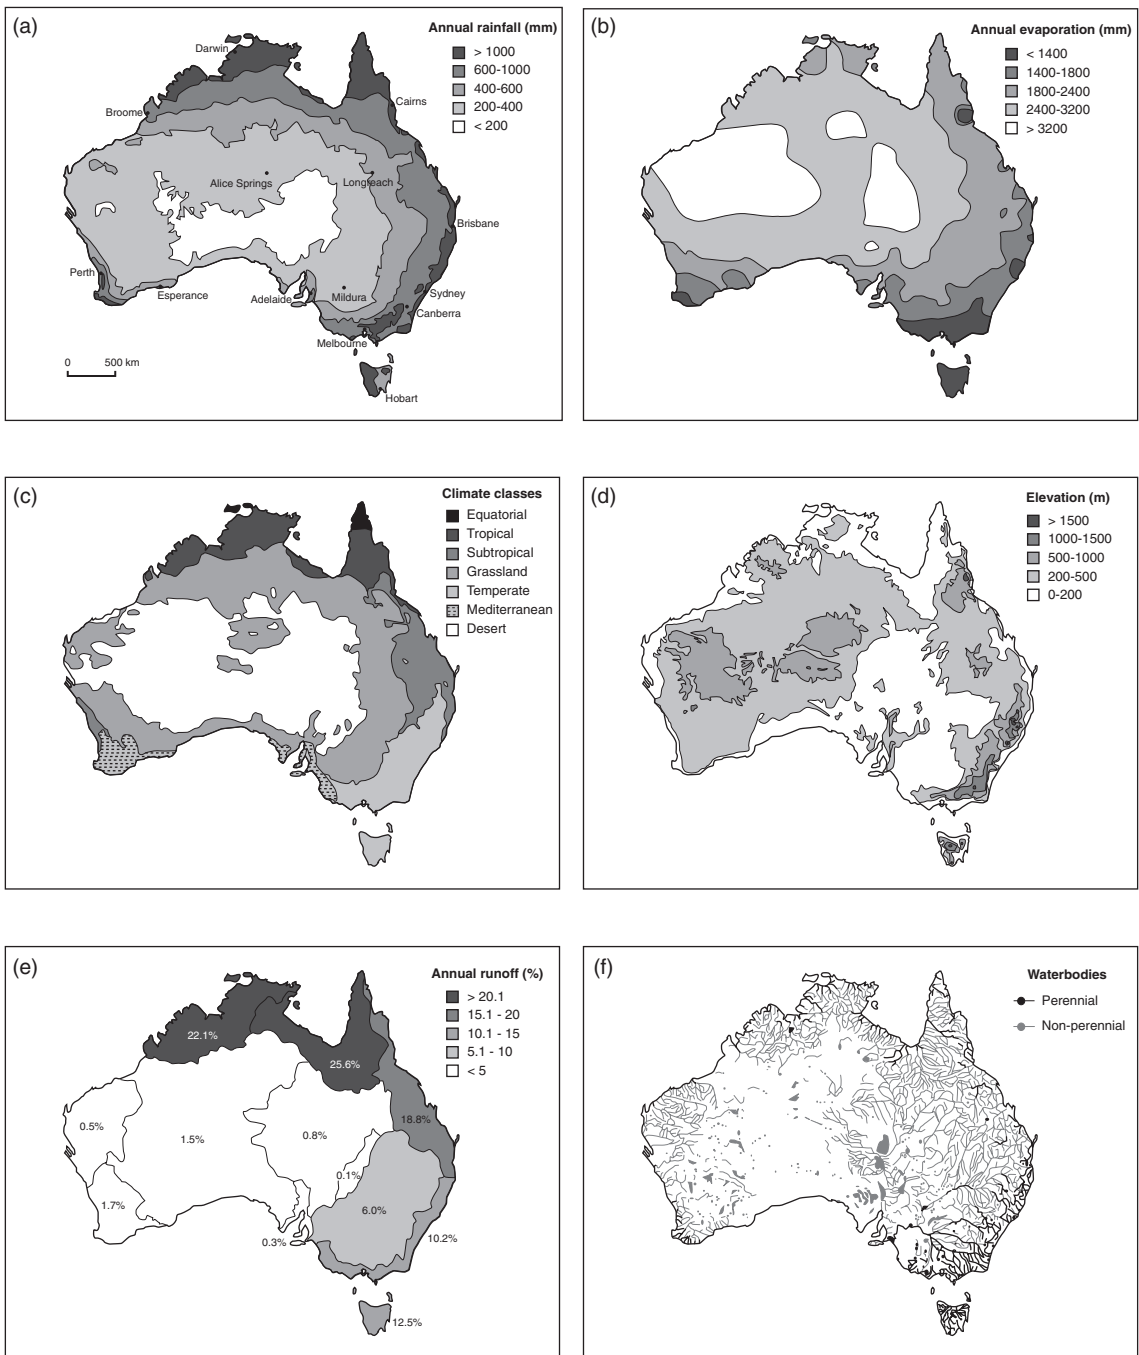 (a)
Annual rainfall (mm)
> 1000
600-1000
400-600
200-400
< 200
Darwin
Broome
Cairns
Alice Springs
Longreach
Brisbane
Perth
Esperance
Adelaide
Mildura
Sydney
Canberra
Melbourne
0 500 km
Hobart
(b)
Annual evaporation (mm)
< 1400
1400-1800
1800-2400
2400-3200
> 3200
(c)
Climate classes
Equatorial
Tropical
Subtropical
Grassland
Temperate
Mediterranean
Desert
(d)
Elevation (m)
> 1500
1000-1500
500-1000
200-500
0-200
(e)
Annual runoff (%)
> 20.1
15.1 - 20
10.1 - 15
5.1 - 10
< 5
22.1%
25.6%
18.8%
0.5%
1.5%
0.8%
0.1%
1.7%
6.0%
0.3%
10.2%
12.5%
(f)
Waterbodies
Perennial
Non-perennial